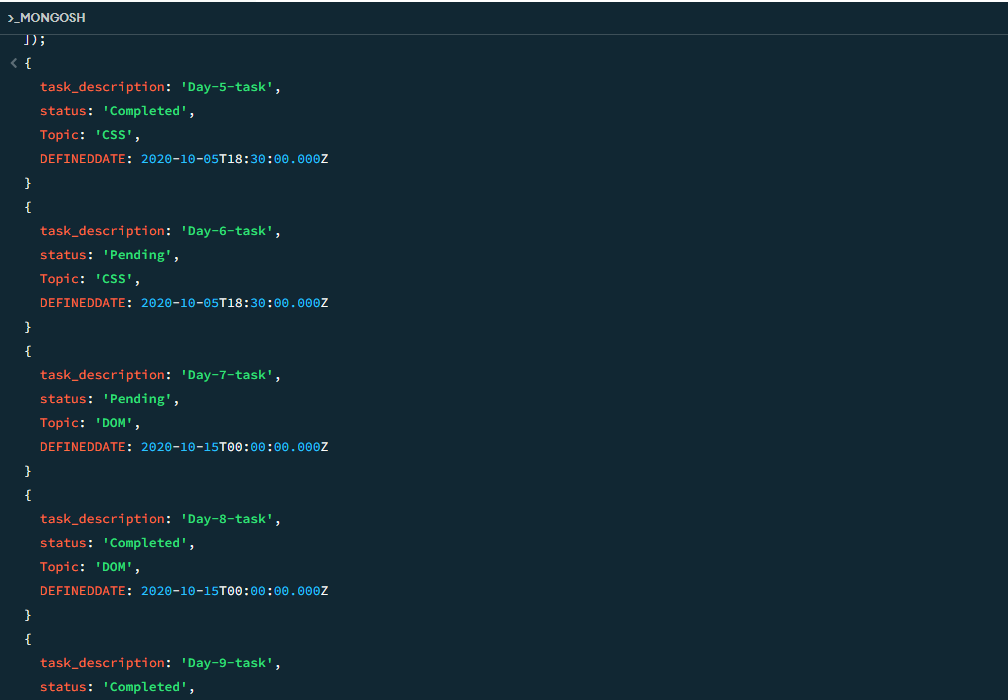 >_MONGOSH
]);
< {
task_description: 'Day-5-task',
status: 'Completed',
Topic: 'CSS',
DEFINEDDATE: 2020-10-05T18:30:00.000Z
}
{
task_description: 'Day-6-task',
status: 'Pending',
Topic: 'CSS',
DEFINEDDATE: 2020-10-05T18:30:00.000Z
}
{
task_description: 'Day-7-task',
status: 'Pending',
Topic: 'DOM',
DEFINEDDATE: 2020-10-15T00:00:00.000Z
}
{
task_description: 'Day-8-task',
status: 'Completed',
Topic: 'DOM',
DEFINEDDATE: 2020-10-15T00:00:00.000Z
}
{
task_description: 'Day-9-task',
status: 'Completed',